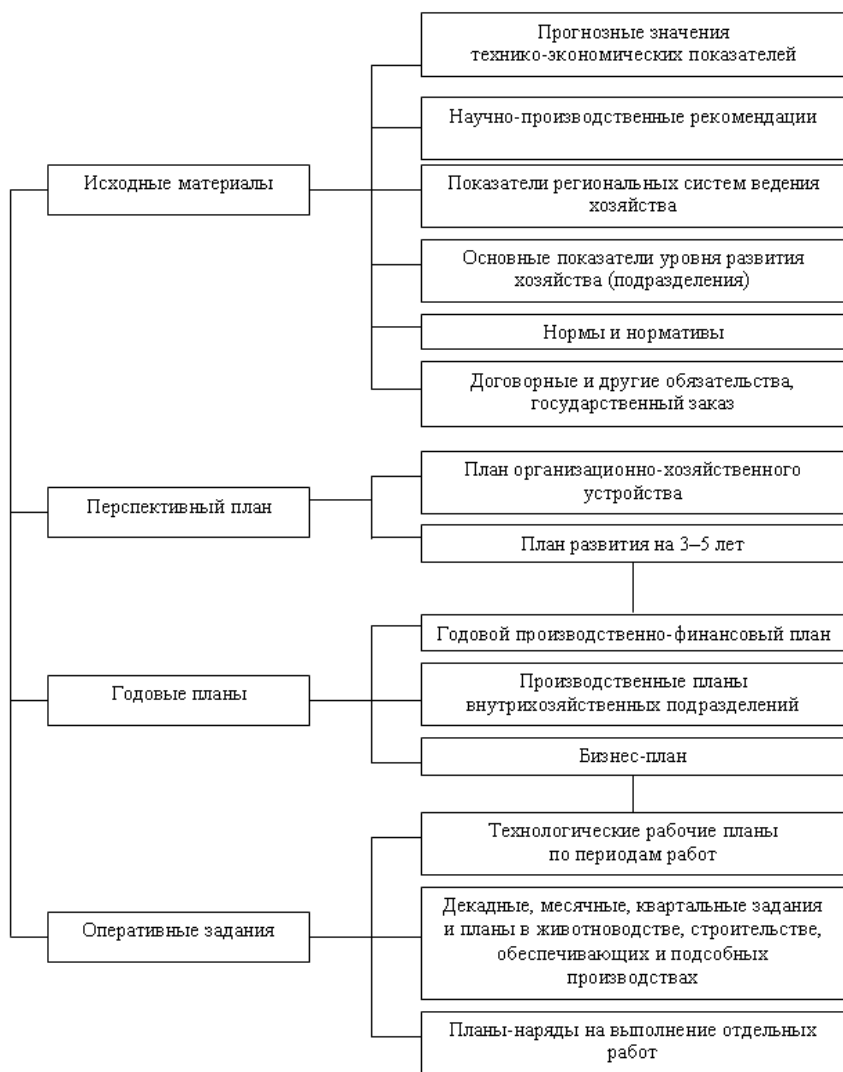 Прогнозные значения
технико-экономических показателей
Научно-производственные рекомендации
Исходные материалы
Показатели региональных систем ведения
хозяйства
Основные показатели уровня развития
хозяйства (подразделения)
Нормы и нормативы
Договорные и другие обязательства,
государственный заказ
Перспективный план
План организационно-хозяйственного
устройства
План развития на 3–5 лет
Годовые планы
Годовой производственно-финансовый план
Производственные планы
внутрихозяйственных подразделений
Бизнес-план
Оперативные задания
Технологические рабочие планы
по периодам работ
Декадные, месячные, квартальные задания
и планы в животноводстве, строительстве,
обеспечивающих и подсобных
производствах
Планы-наряды на выполнение отдельных
работ